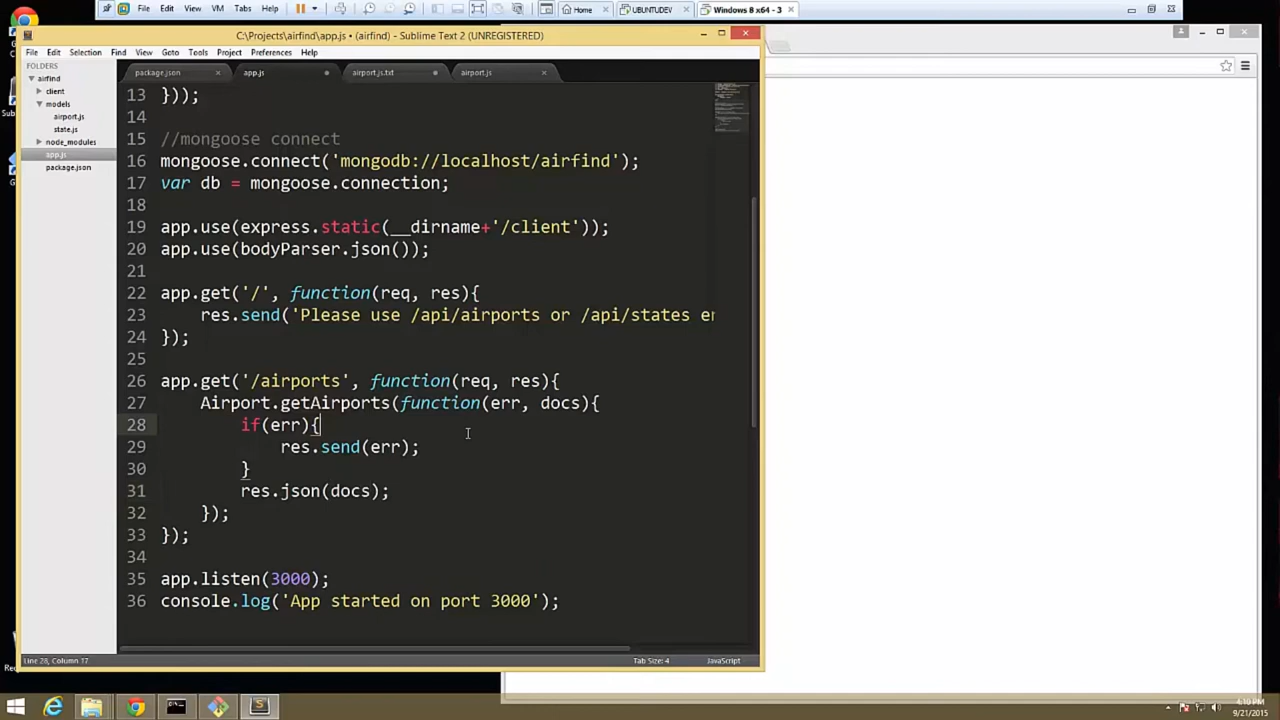 File Edit View VM Tabs Help
Home
UBUNTUDEV
Windows 8 x64 - 3
C:\Projects\airfind\app.js • (airfind) - Sublime Text 2 (UNREGISTERED)
File Edit Selection Find View Goto Tools Project Preferences Help
FOLDERS
airfind
client
models
airport.js
state.js
node_modules
app.js
package.json
package.json
app.js
airport.js.txt
airport.js
13 }));
14
15 //mongoose connect
16 mongoose.connect('mongodb://localhost/airfind');
17 var db = mongoose.connection;
18
19 app.use(express.static(__dirname+'/client'));
20 app.use(bodyParser.json());
21
22 app.get('/', function(req, res){
23 res.send('Please use /api/airports or /api/states er
24 });
25
26 app.get('/airports', function(req, res){
27 Airport.getAirports(function(err, docs){
28 if(err){
29 res.send(err);
30 }
31 res.json(docs);
32 });
33 });
34
35 app.listen(3000);
36 console.log('App started on port 3000');
Line 28, Column 17
Tab Size: 4
JavaScript
4:10 PM
9/21/2015